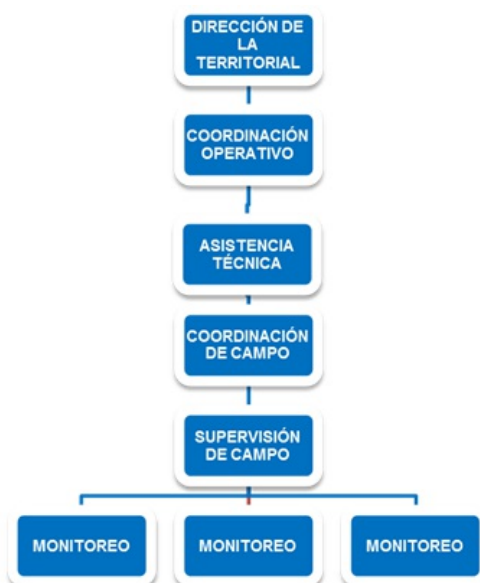 DIRECCIÓN DE
LA
TERRITORIAL
COORDINACIÓN
OPERATIVO
ASISTENCIA
TÉCNICA
COORDINACIÓN
DE CAMPO
SUPERVISIÓN
DE CAMPO
MONITOREO
MONITOREO
MONITOREO